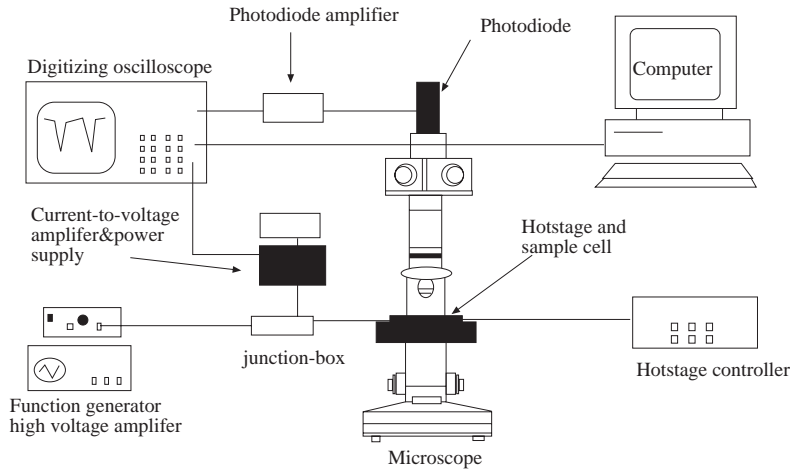 Photodiode amplifier
Photodiode
Digitizing oscilloscope
Computer
Current-to-voltage
amplifer&power
supply
Hotstage and
sample cell
junction-box
Hotstage controller
Function generator
high voltage amplifer
Microscope